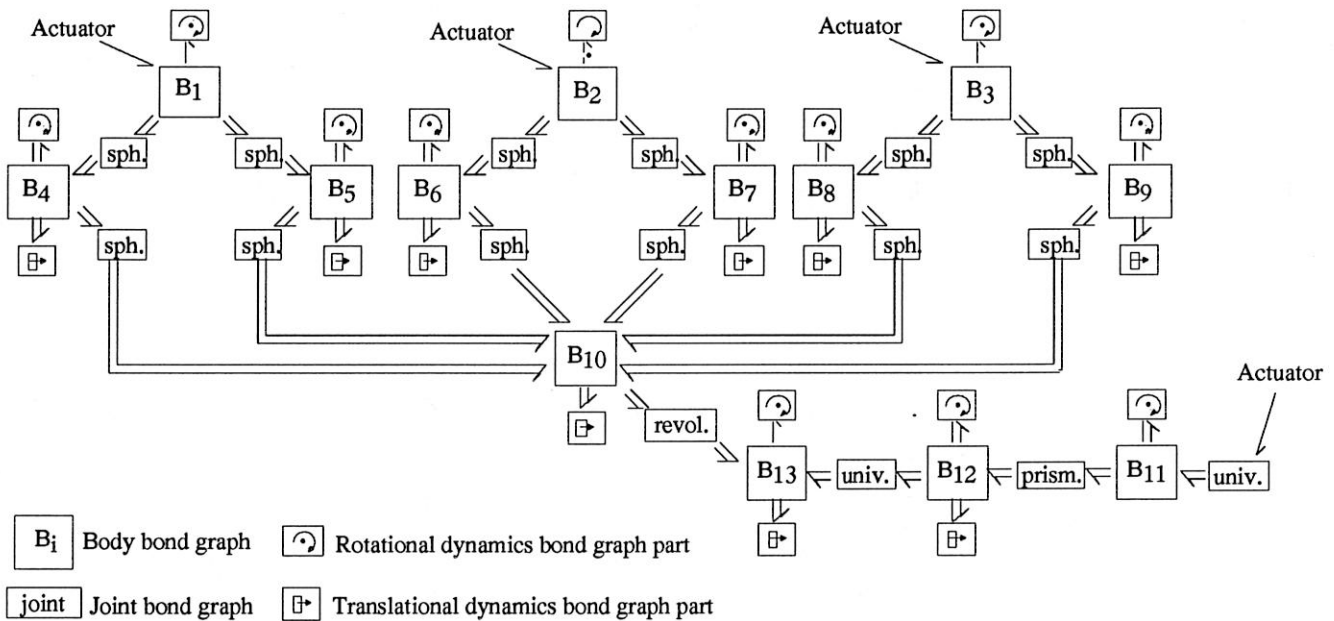 Actuator
Actuator
Actuator
B1
B2
B3
sph. sph. sph. sph. sph. sph.
B4 B5 B6 B7 B8 B9
sph. sph. sph. sph. sph. sph.
B10
Actuator
revol.
B13 univ. B12 prism. B11 univ.
Bi Body bond graph Rotational dynamics bond graph part
joint Joint bond graph Translational dynamics bond graph part